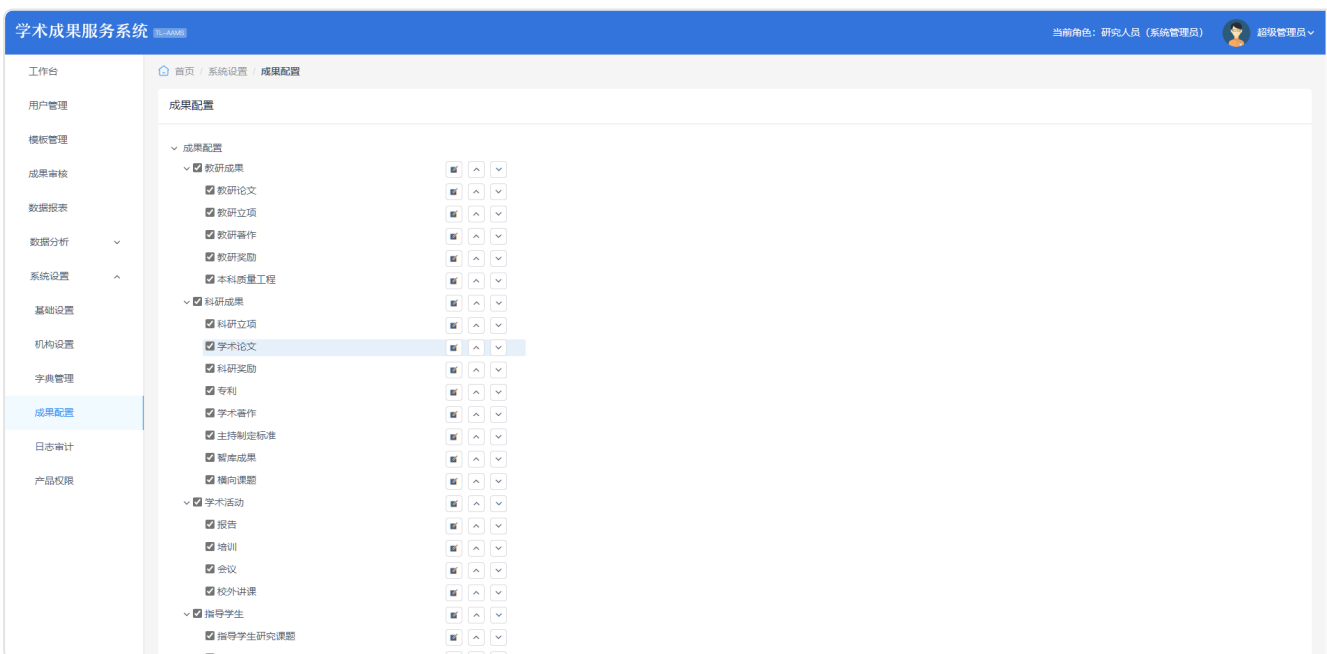 学术成果服务系统 TL-AAMS
当前角色：研究人员（系统管理员） 超级管理员
工作台
首页 / 系统设置 / 成果配置
用户管理
成果配置
模板管理
成果审核
数据报表
数据分析
系统设置
基础设置
机构设置
字典管理
成果配置
日志审计
产品权限
成果配置
教研成果
教研论文
教研立项
教研著作
教研奖励
本科质量工程
科研成果
科研立项
学术论文
科研奖励
专利
学术著作
主持制定标准
智库成果
横向课题
学术活动
报告
培训
会议
校外讲课
指导学生
指导学生研究课题